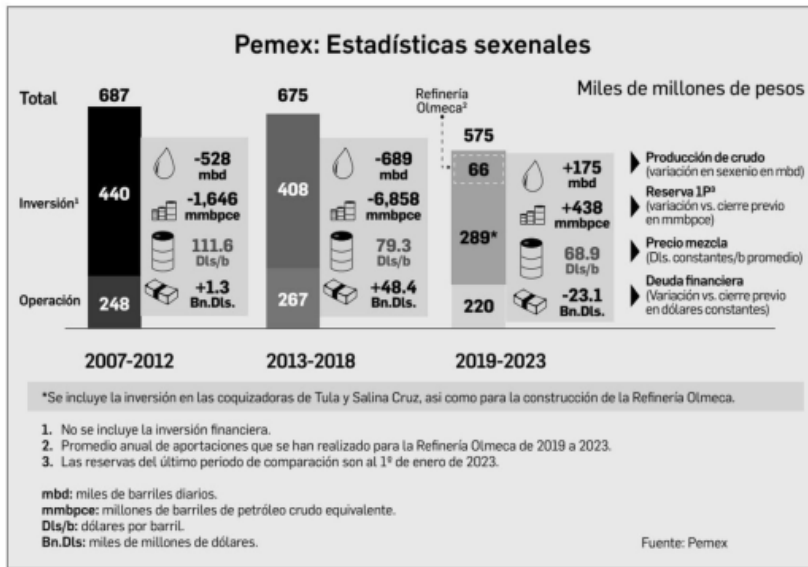 Pemex: Estadísticas sexenales
Miles de millones de pesos
Total
687
675
Refinería
Olmeca²
575
Inversión¹
440
408
66
289*
Operación
248
267
220
-528
mbd
-1,646
mmbpce
111.6
Dls/b
+1.3
Bn.Dls.
-689
mbd
-6,858
mmbpce
79.3
Dls/b
+48.4
Bn.Dls.
+175
mbd
+438
mmbpce
68.9
Dls/b
-23.1
Bn.Dls.
Producción de crudo
(variación en sexenio en mbd)
Reserva 1P³
(variación vs. cierre previo
en mmbpce)
Precio mezcla
(Dls. constantes/b promedio)
Deuda financiera
(Variación vs. cierre previo
en dólares constantes)
2007-2012
2013-2018
2019-2023
*Se incluye la inversión en las coquizadoras de Tula y Salina Cruz, asi como para la construcción de la Refinería Olmeca.
1. No se incluye la inversión financiera.
2. Promedio anual de aportaciones que se han realizado para la Refinería Olmeca de 2019 a 2023.
3. Las reservas del último periodo de comparación son al 1º de enero de 2023.
mbd: miles de barriles diarios.
mmbpce: millones de barriles de petróleo crudo equivalente.
Dls/b: dólares por barril.
Bn.Dls: miles de millones de dólares.
Fuente: Pemex